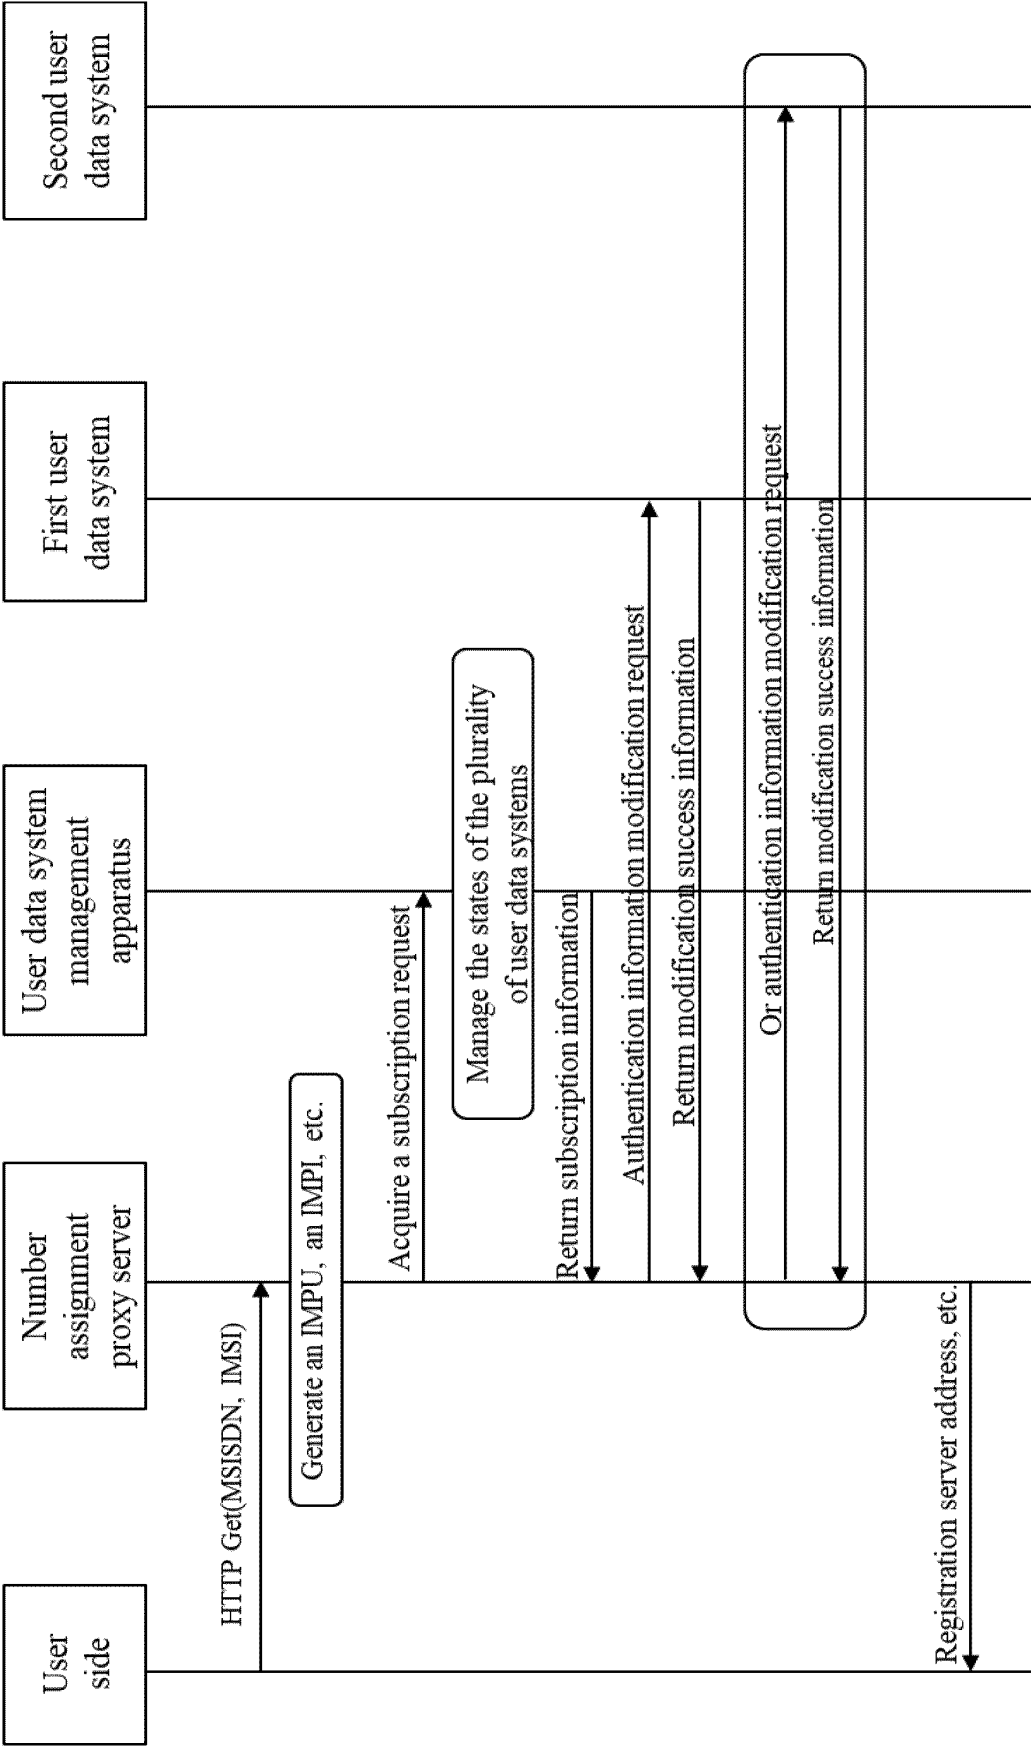 User
side
Number
assignment
proxy server
User data system
management
apparatus
First user
data system
Second user
data system
HTTP Get(MSISDN, IMSI)
Generate an IMPU, an IMPI, etc.
Acquire a subscription request
Manage the states of the plurality
of user data systems
Return subscription information
Authentication information modification request
Return modification success information
Or authentication information modification request
Return modification success information
Registration server address, etc.